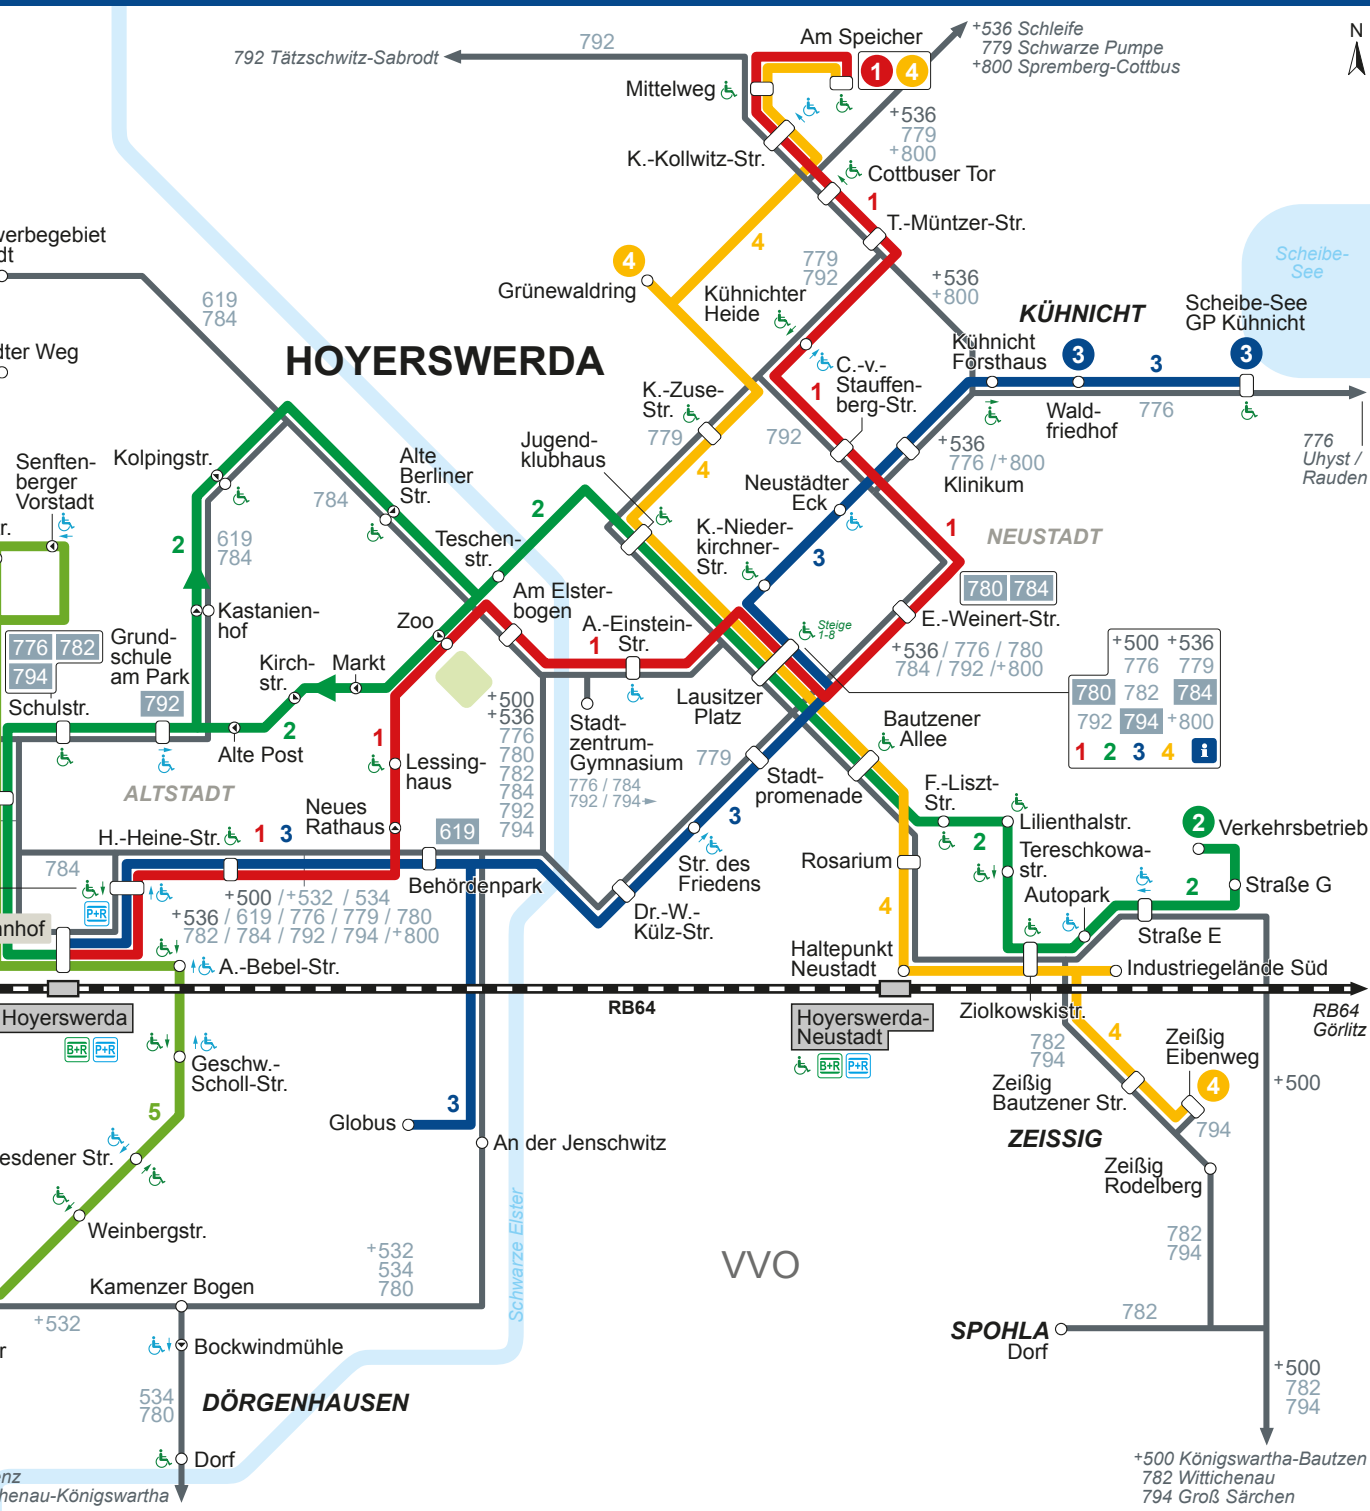 N
792 Tätzschwitz-Sabrodt
792
Am Speicher
1 4
+536 Schleife
779 Schwarze Pumpe
+800 Spremberg-Cottbus
Mittelweg
+536
779
+800
K.-Kollwitz-Str.
Cottbuser Tor
1
T.-Müntzer-Str.
4
4
Grünewaldring
779
792
Kühnichter
Heide
+536
+800
Scheibe-
See
KÜHNICHT
Scheibe-See
GP Kühnicht
Kühnicht
Forsthaus
3
3
3
Wald-
friedhof
776
776
Uhyst /
Rauden
werbegebiet
dt
619
784
dter Weg
HOYERSWERDA
C.-v.-
Stauffen-
berg-Str.
1
K.-Zuse-
Str.
779
792
4
+536
776 /+800
Klinikum
Jugend-
klubhaus
Neustädter
Eck
K.-Nieder-
kirchner-
Str.
3
1
NEUSTADT
780 784
E.-Weinert-Str.
+536 / 776 / 780
784 / 792 /+800
Senften-
berger
Vorstadt
r.
Kolpingstr.
Alte
Berliner
Str.
784
2
Teschen-
str.
2
619
784
Kastanien-
hof
Am Elster-
bogen
A.-Einstein-
Str.
1
Zoo
Steige
1-8
776 782
794
Grund-
schule
am Park
792
Schulstr.
Kirch-
str.
Markt
2
Alte Post
ALTSTADT
1
Lessing-
haus
+500
+536
776
780
782
784
792
794
Stadt-
zentrum-
Gymnasium
776 / 784
792 / 794
Lausitzer
Platz
779
Bautzener
Allee
Stadt-
promenade
3
+500 +536
776 779
780 782 784
792 794 +800
1 2 3 4 i
Neues
Rathaus
H.-Heine-Str.
1 3
619
Behördenpark
784
P+R
+500 /+532 / 534
+536 / 619 / 776 / 779 / 780
782 / 784 / 792 / 794 /+800
nhof
A.-Bebel-Str.
Str. des
Friedens
Dr.-W.-
Külz-Str.
F.-Liszt-
Str.
2
Lilienthalstr.
Tereschkowa-
str.
2
Verkehrsbetrieb
Rosarium
Autopark
2
Straße G
Straße E
4
Haltepunkt
Neustadt
Industriegelände Süd
RB64
Ziolkowskistr.
RB64
Görlitz
Hoyerswerda
B+R P+R
Hoyerswerda-
Neustadt
B+R P+R
Geschw.-
Scholl-Str.
5
782
794
4
Zeißig
Eibenweg
4
+500
Zeißig
Bautzener Str.
794
ZEISSIG
Globus
3
An der Jenschwitz
esdener Str.
Weinbergstr.
Zeißig
Rodelberg
Schwarze Elster
782
794
VVO
+532
534
780
Kamenzer Bogen
+532
r
Bockwindmühle
SPOHLA
Dorf
782
534
780
DÖRGENHAUSEN
Dorf
+500
782
794
enz
henau-Königswartha
+500 Königswartha-Bautzen
782 Wittichenau
794 Groß Särchen